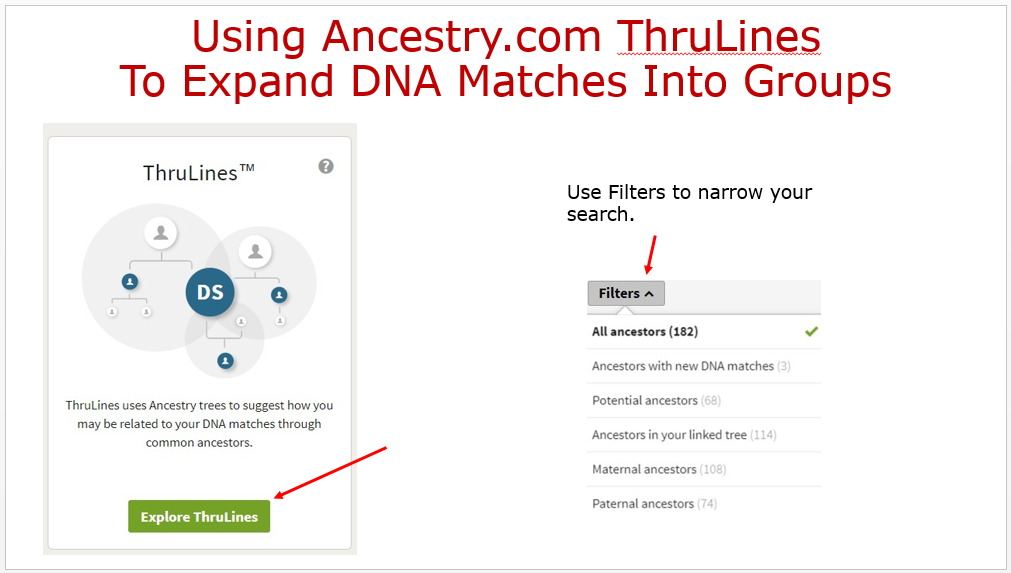 Using Ancestry.com ThruLines
To Expand DNA Matches Into Groups
ThruLines™
?
DS
ThruLines uses Ancestry trees to suggest how you
may be related to your DNA matches through
common ancestors.
Explore ThruLines
Use Filters to narrow your
search.
Filters
All ancestors (182)
Ancestors with new DNA matches (3)
Potential ancestors (68)
Ancestors in your linked tree (114)
Maternal ancestors (108)
Paternal ancestors (74)